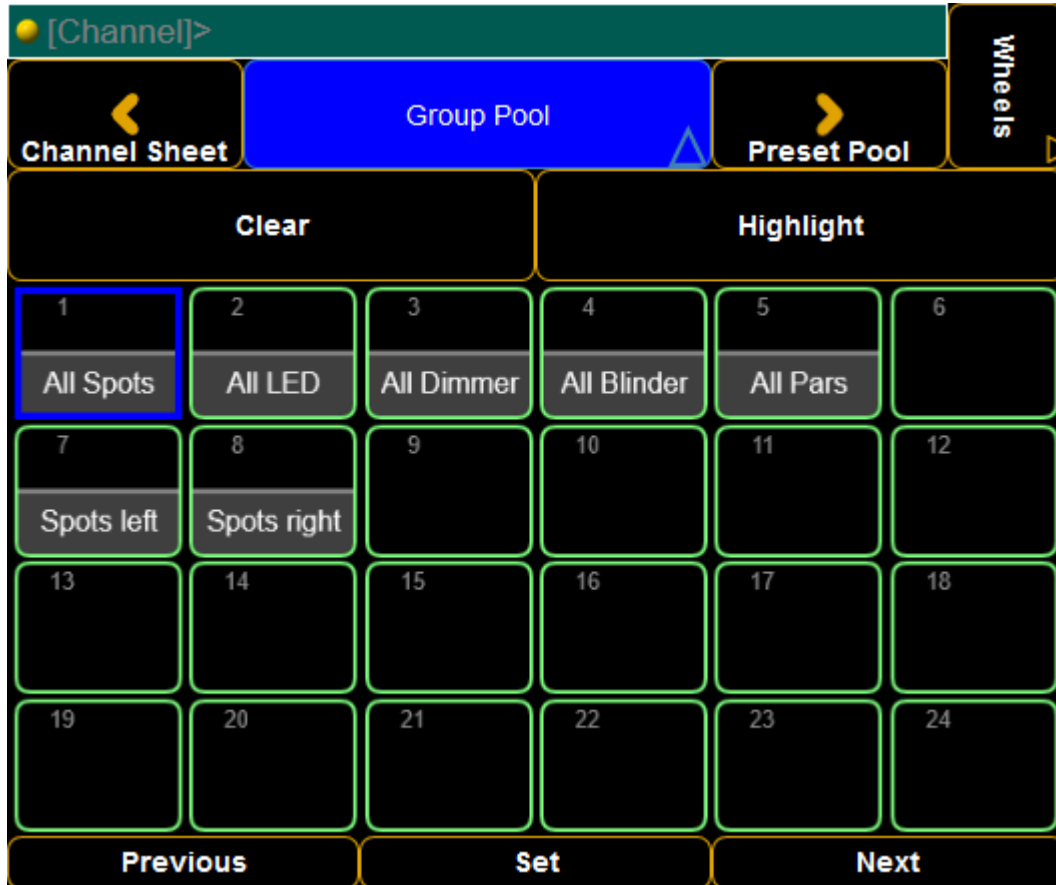 [Channel]>
Wheels
Channel Sheet
Group Pool
Preset Pool
Clear
Highlight
1 2 3 4 5 6
All Spots All LED All Dimmer All Blinder All Pars
7 8 9 10 11 12
Spots left Spots right
13 14 15 16 17 18
19 20 21 22 23 24
Previous Set Next